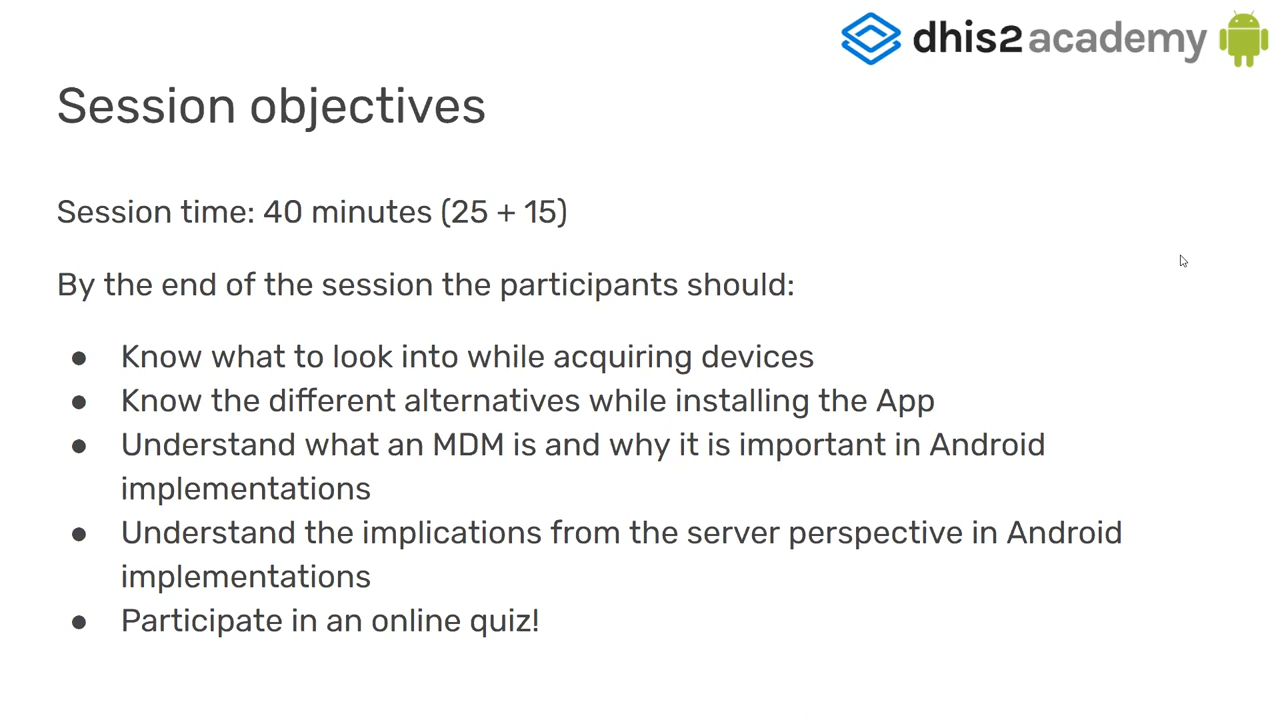 dhis2 academy
Session objectives
Session time: 40 minutes (25 + 15)
By the end of the session the participants should:
● Know what to look into while acquiring devices
● Know the different alternatives while installing the App
● Understand what an MDM is and why it is important in Android
implementations
● Understand the implications from the server perspective in Android
implementations
● Participate in an online quiz!